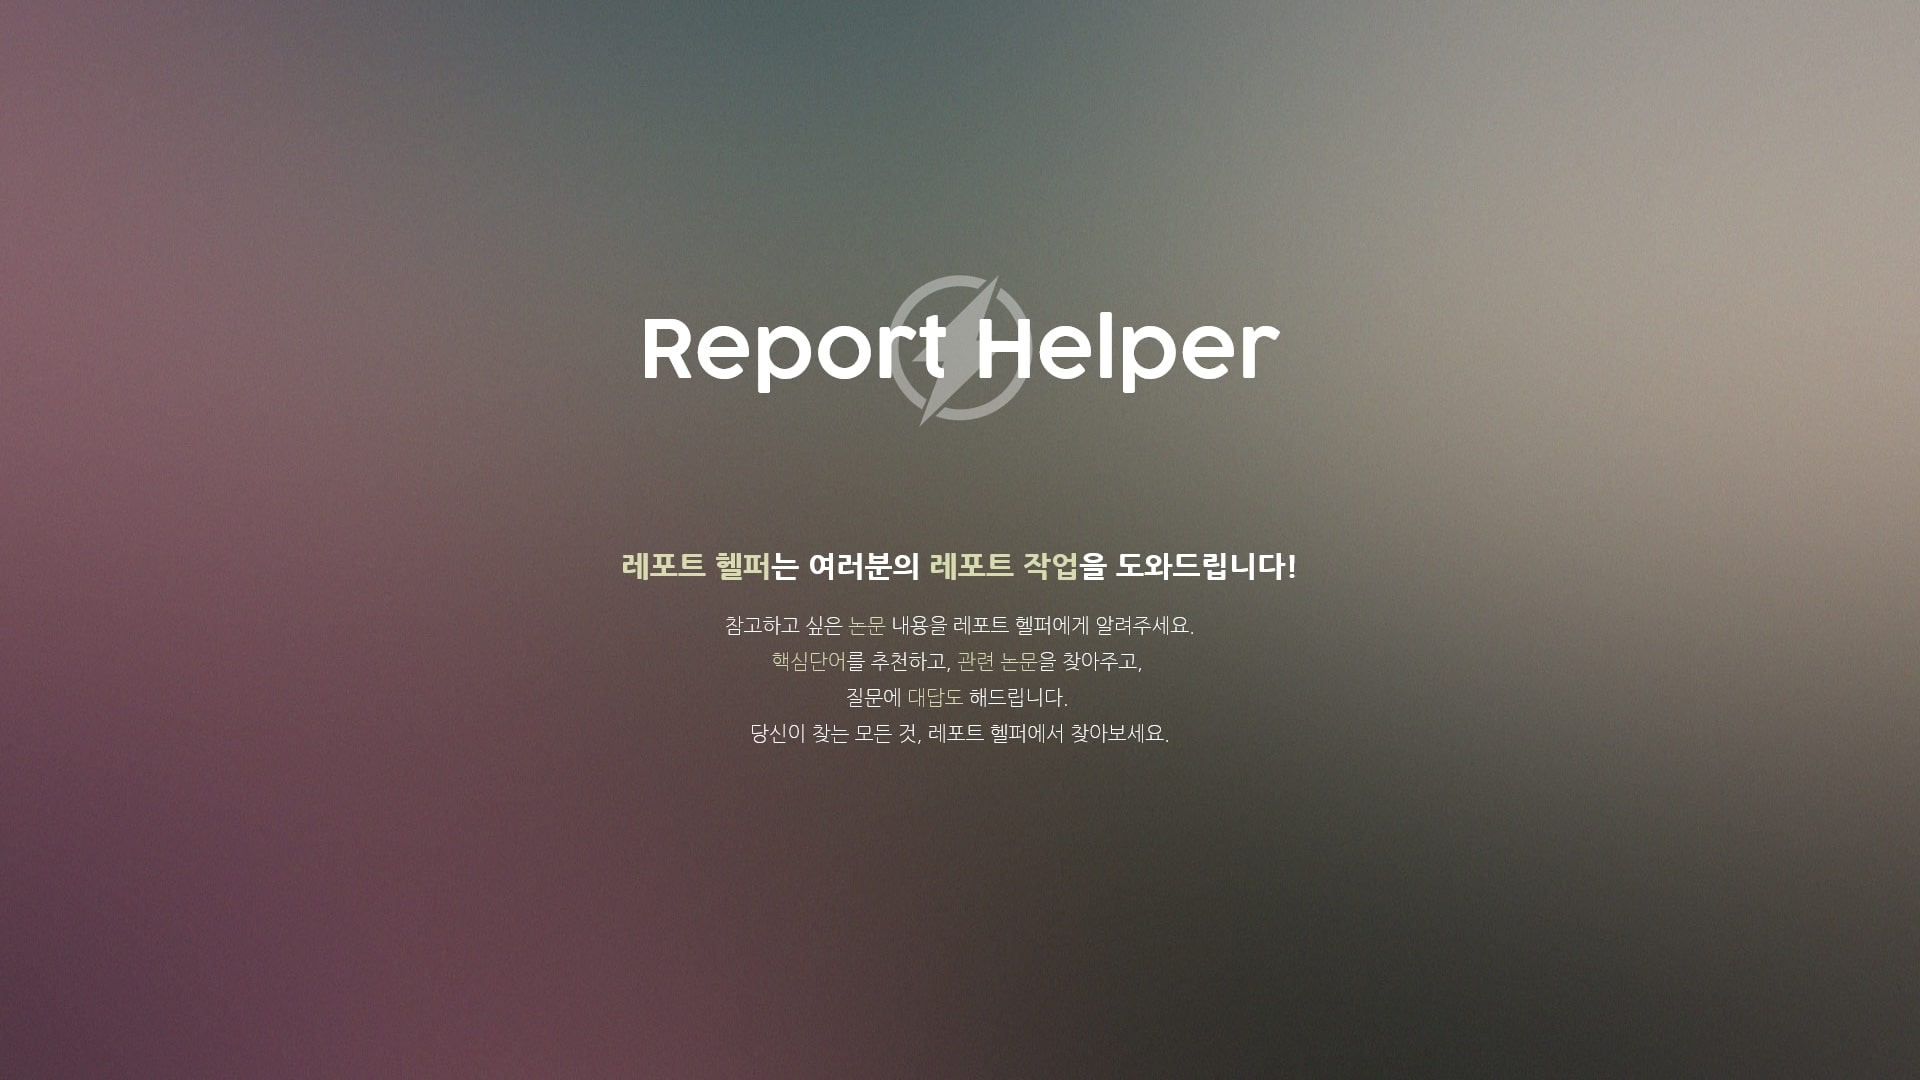 Report Helper
레포트 헬퍼는 여러분의 레포트 작업을 도와드립니다!
참고하고 싶은 논문 내용을 레포트 헬퍼에게 알려주세요.
핵심단어를 추천하고, 관련 논문을 찾아주고,
질문에 대답도 해드립니다.
당신이 찾는 모든 것, 레포트 헬퍼에서 찾아보세요.